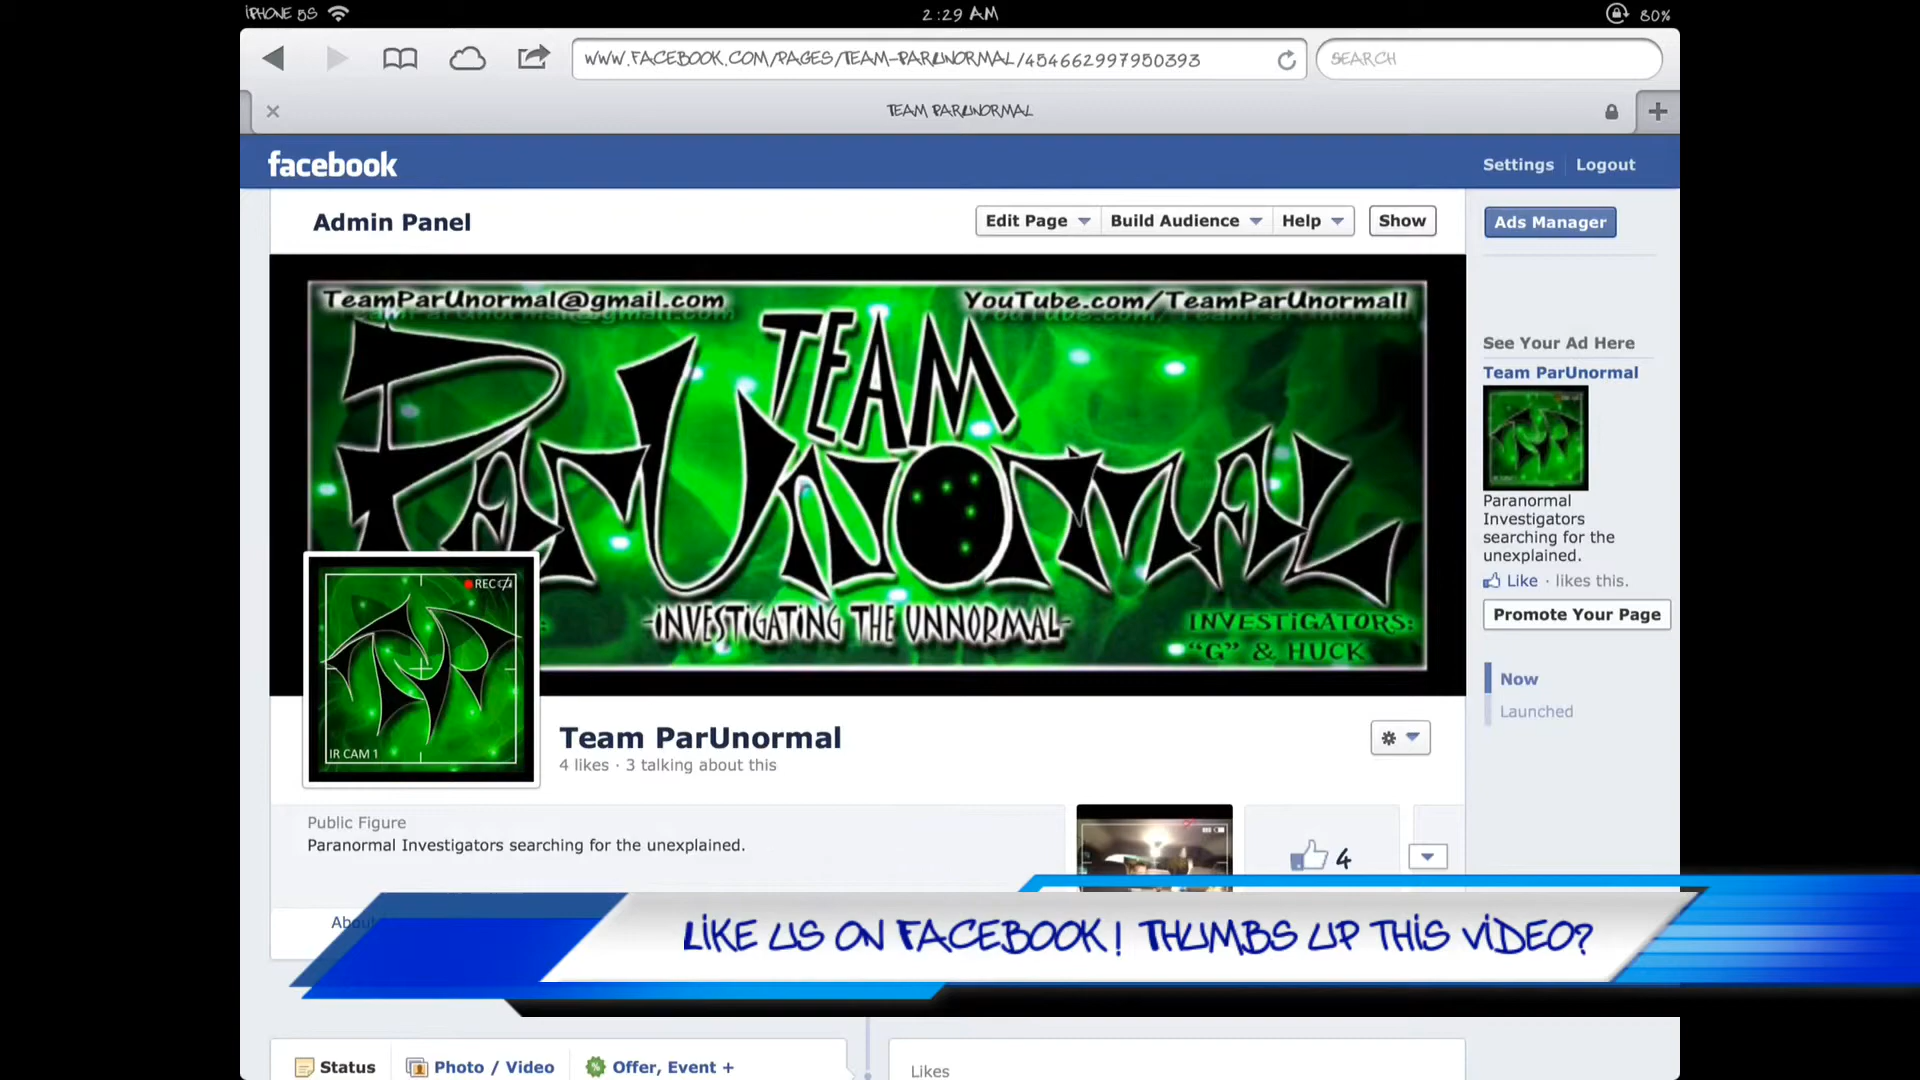 iPHONE 5S
2:29 AM
80%
WWW.FACEBOOK.COM/PAGES/TEAM-PARUNORMAL/454662997950393
SEARCH
TEAM PARUNORMAL
facebook
Settings
Logout
Admin Panel
Edit Page
Build Audience
Help
Show
Ads Manager
TeamParUnormal@gmail.com
YouTube.com/TeamParUnormal1
TEAM
PARUNORMAL
-INVESTIGATING THE UNNORMAL-
INVESTIGATORS:
"G" & HUCK
REC
IR CAM 1
See Your Ad Here
Team ParUnormal
Paranormal
Investigators
searching for the
unexplained.
Like · likes this.
Promote Your Page
Now
Launched
Team ParUnormal
4 likes · 3 talking about this
Public Figure
Paranormal Investigators searching for the unexplained.
4
About
LIKE US ON FACEBOOK! THUMBS UP THIS VIDEO?
Status
Photo / Video
Offer, Event +
Likes